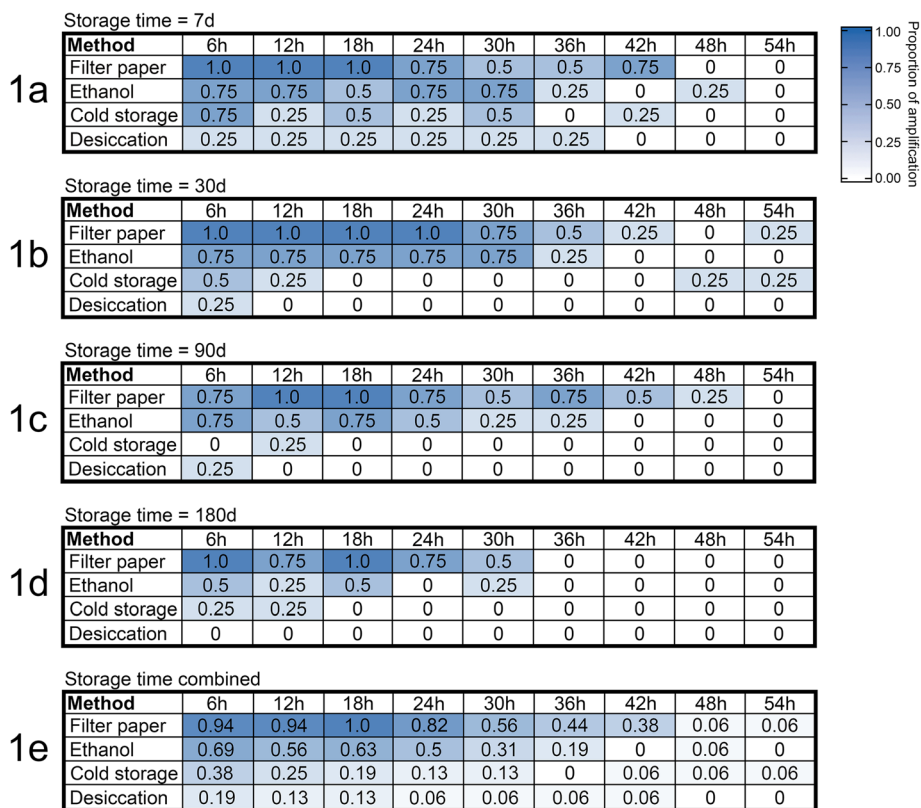 Storage time = 7d
1a
Method 6h 12h 18h 24h 30h 36h 42h 48h 54h
Filter paper 1.0 1.0 1.0 0.75 0.5 0.5 0.75 0 0
Ethanol 0.75 0.75 0.5 0.75 0.75 0.25 0 0.25 0
Cold storage 0.75 0.25 0.5 0.25 0.5 0 0.25 0 0
Desiccation 0.25 0.25 0.25 0.25 0.25 0.25 0 0 0
1.00
0.75
0.50
0.25
0.00
Proportion of amplification
Storage time = 30d
1b
Method 6h 12h 18h 24h 30h 36h 42h 48h 54h
Filter paper 1.0 1.0 1.0 1.0 0.75 0.5 0.25 0 0.25
Ethanol 0.75 0.75 0.75 0.75 0.75 0.25 0 0 0
Cold storage 0.5 0.25 0 0 0 0 0 0.25 0.25
Desiccation 0.25 0 0 0 0 0 0 0 0
Storage time = 90d
1c
Method 6h 12h 18h 24h 30h 36h 42h 48h 54h
Filter paper 0.75 1.0 1.0 0.75 0.5 0.75 0.5 0.25 0
Ethanol 0.75 0.5 0.75 0.5 0.25 0.25 0 0 0
Cold storage 0 0.25 0 0 0 0 0 0 0
Desiccation 0.25 0 0 0 0 0 0 0 0
Storage time = 180d
1d
Method 6h 12h 18h 24h 30h 36h 42h 48h 54h
Filter paper 1.0 0.75 1.0 0.75 0.5 0 0 0 0
Ethanol 0.5 0.25 0.5 0 0.25 0 0 0 0
Cold storage 0.25 0.25 0 0 0 0 0 0 0
Desiccation 0 0 0 0 0 0 0 0 0
Storage time combined
1e
Method 6h 12h 18h 24h 30h 36h 42h 48h 54h
Filter paper 0.94 0.94 1.0 0.82 0.56 0.44 0.38 0.06 0.06
Ethanol 0.69 0.56 0.63 0.5 0.31 0.19 0 0.06 0
Cold storage 0.38 0.25 0.19 0.13 0.13 0 0.06 0.06 0.06
Desiccation 0.19 0.13 0.13 0.06 0.06 0.06 0.06 0 0